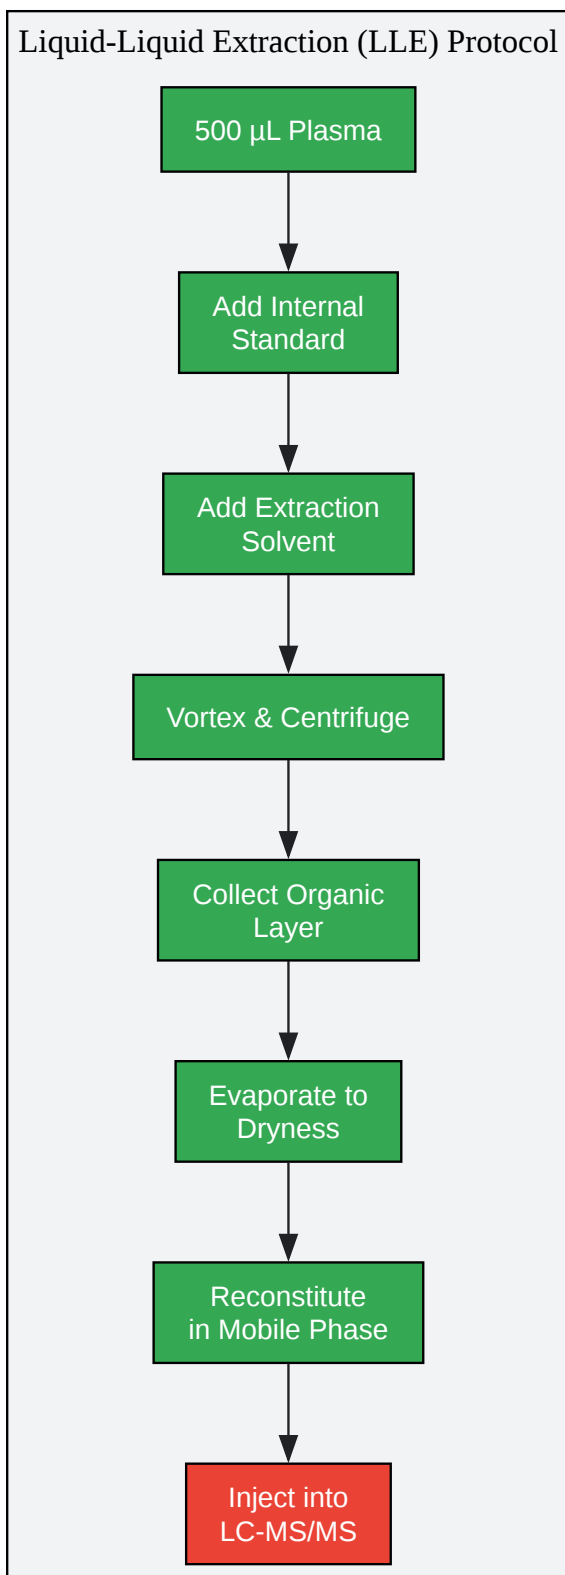 Liquid-Liquid Extraction (LLE) Protocol
500 µL Plasma
Add Internal
Standard
Add Extraction
Solvent
Vortex & Centrifuge
Collect Organic
Layer
Evaporate to
Dryness
Reconstitute
in Mobile Phase
Inject into
LC-MS/MS